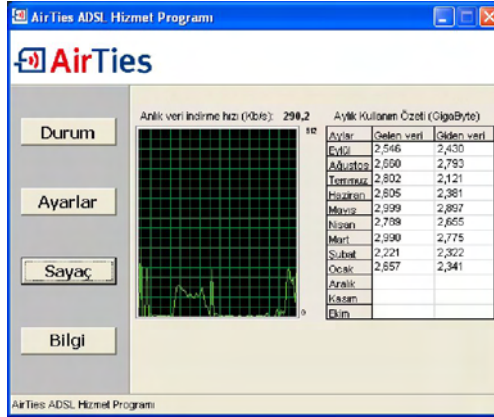 AirTies ADSL Hizmet Programı
AirTies
Durum
Ayarlar
Sayaç
Bilgi
Anlık veri indirme hızı (Kb/s): 290,2
512
0
Aylık Kullanım Özeti (GigaByte)
Aylar Gelen veri Giden veri
Eylül 2,546 2,430
Ağustos 2,660 2,793
Temmuz 2,802 2,121
Haziran 2,605 2,381
Mayıs 2,999 2,897
Nisan 2,789 2,655
Mart 2,990 2,775
Şubat 2,221 2,322
Ocak 2,657 2,341
Aralık
Kasım
Ekim
AirTies ADSL Hizmet Programı